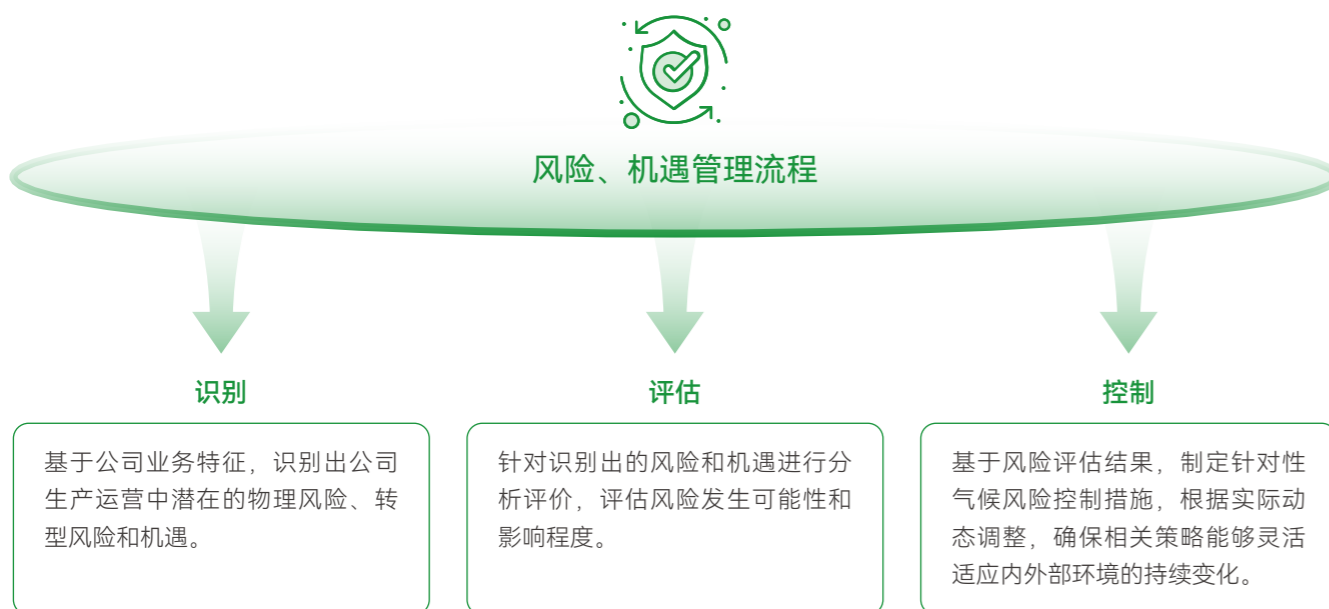 风险、机遇管理流程
识别
基于公司业务特征，识别出公司
生产运营中潜在的物理风险、转
型风险和机遇。
评估
针对识别出的风险和机遇进行分
析评价，评估风险发生可能性和
影响程度。
控制
基于风险评估结果，制定针对性
气候风险控制措施，根据实际动
态调整，确保相关策略能够灵活
适应内外部环境的持续变化。